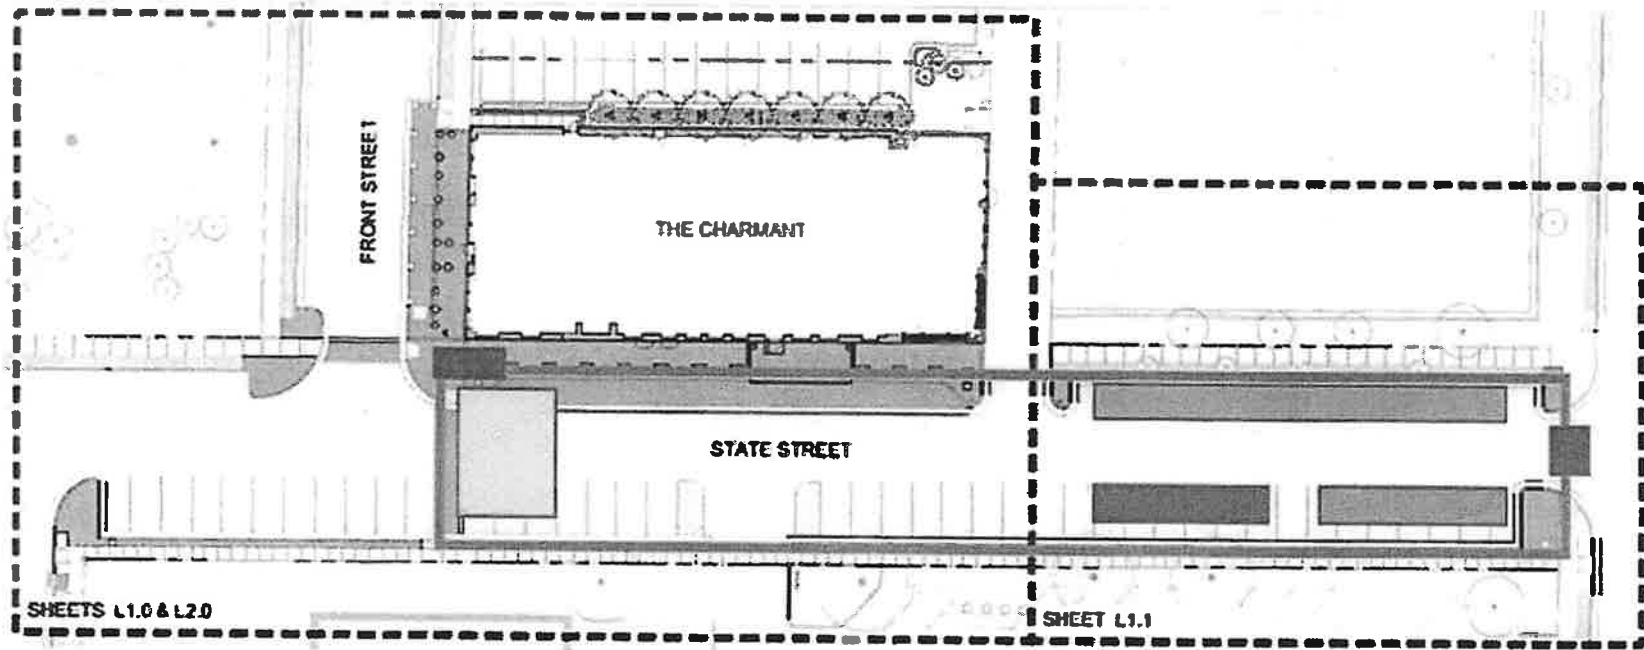 FRONT STREET
THE CHARMANT
STATE STREET
SHEETS L1.0 & L2.0
SHEET L1.1